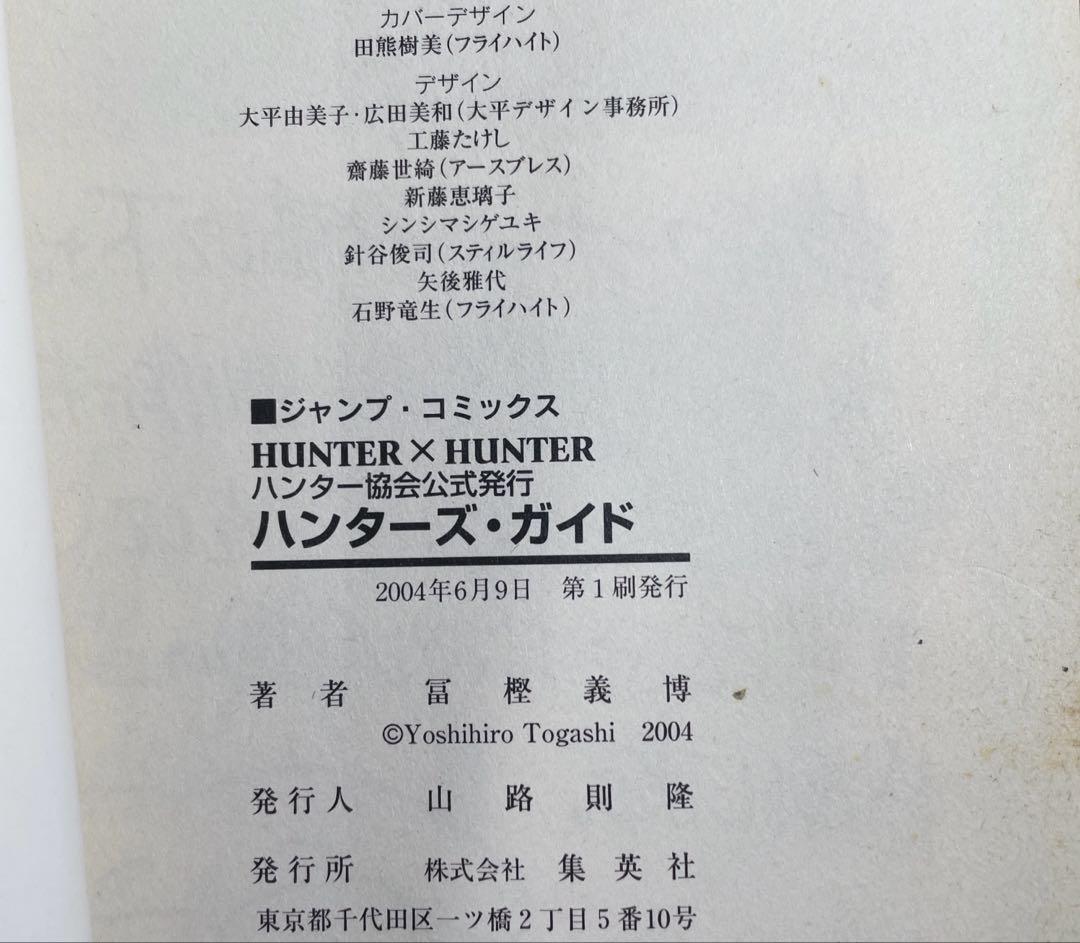 カバーデザイン
田熊樹美(フライハイト)
デザイン
大平由美子·広田美和(大平デザイン事務所)
工藤たけし
齋藤世綺(アースブレス)
新藤恵璃子
シンシマシゲユキ
針谷俊司(スティルライフ)
矢後雅代
石野竜生(フライハイト)
■ジャンプ・コミックス
HUNTER×HUNTER
ハンター協会公式発行
ハンターズ・ガイド
2004年6月9日 第1刷発行
著者 冨樫義博
©Yoshihiro Togashi 2004
発行人 山路則隆
発行所 株式会社 集英社
東京都千代田区一ツ橋2丁目5番10号